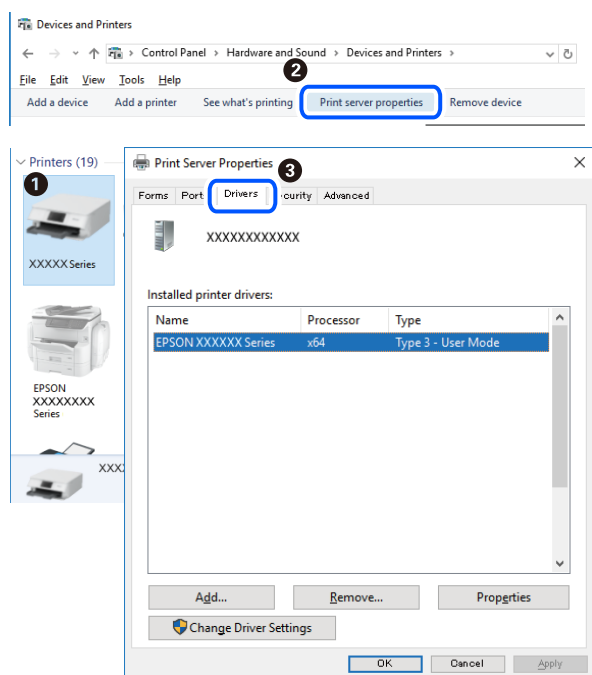 Devices and Printers
Control Panel > Hardware and Sound > Devices and Printers >
2
File Edit View Tools Help
Add a device Add a printer See what's printing Print server properties Remove device
Printers (19)
1
XXXXX Series
EPSON
XXXXXXXX
Series
XXX
Print Server Properties
3
Forms Port Drivers curity Advanced
XXXXXXXXXXXX
Installed printer drivers:
Name Processor Type
EPSON XXXXXX Series x64 Type 3 - User Mode
Add... Remove... Properties
Change Driver Settings
OK Cancel Apply